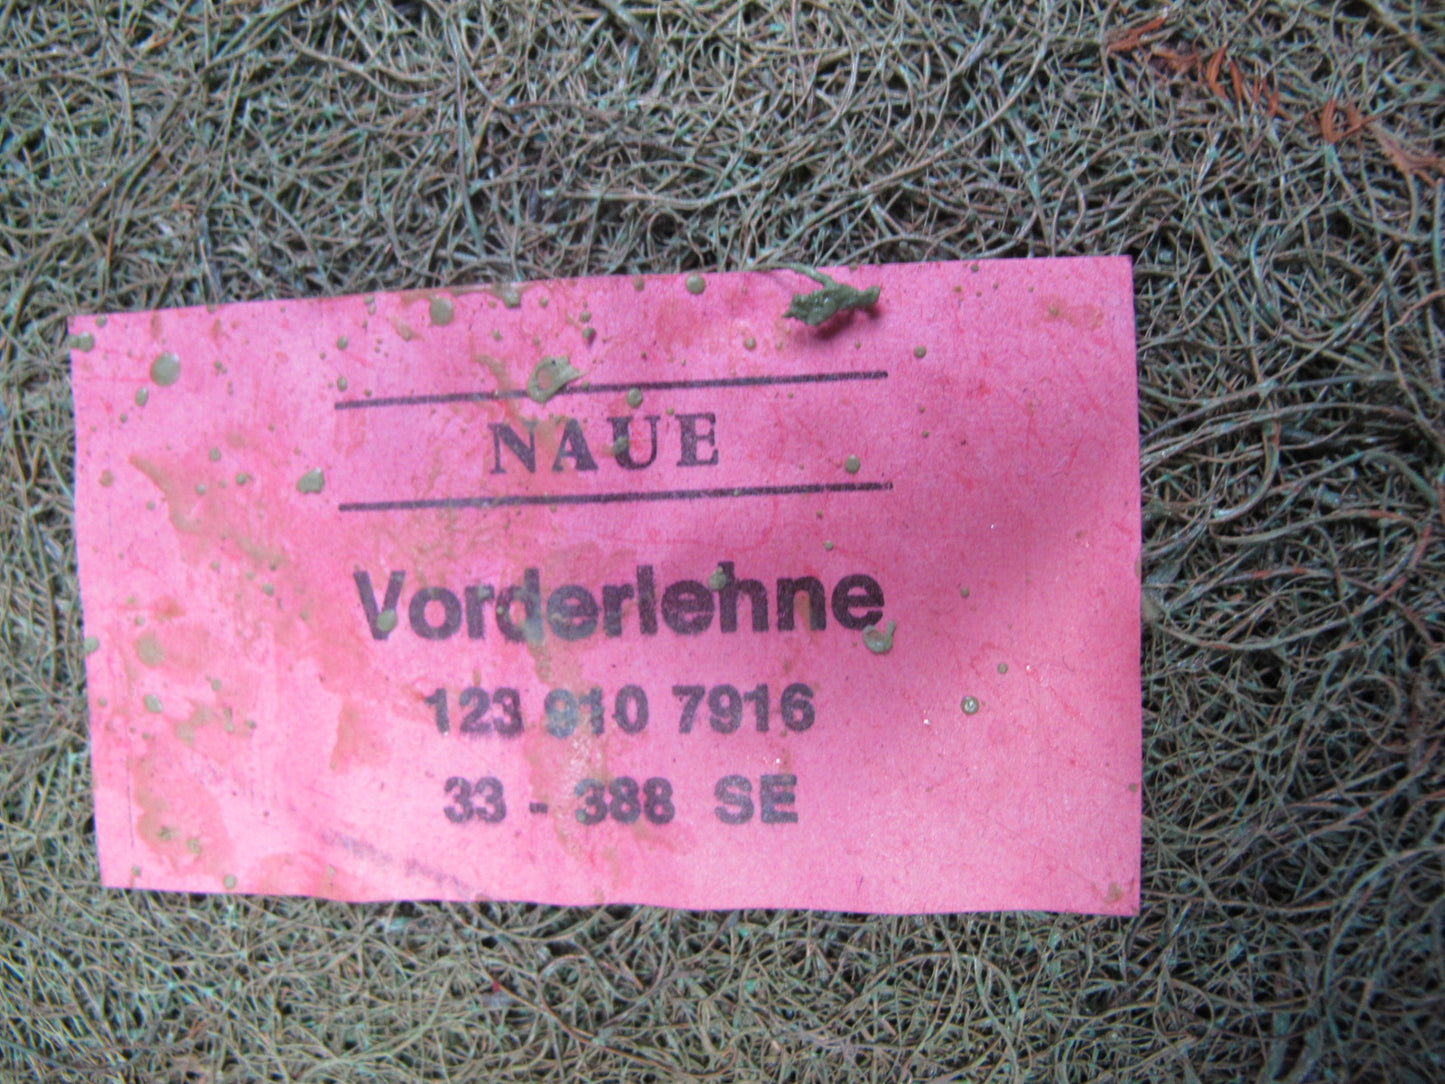 NAUE
Vorderlehne
123 910 7916
33 - 388 SE